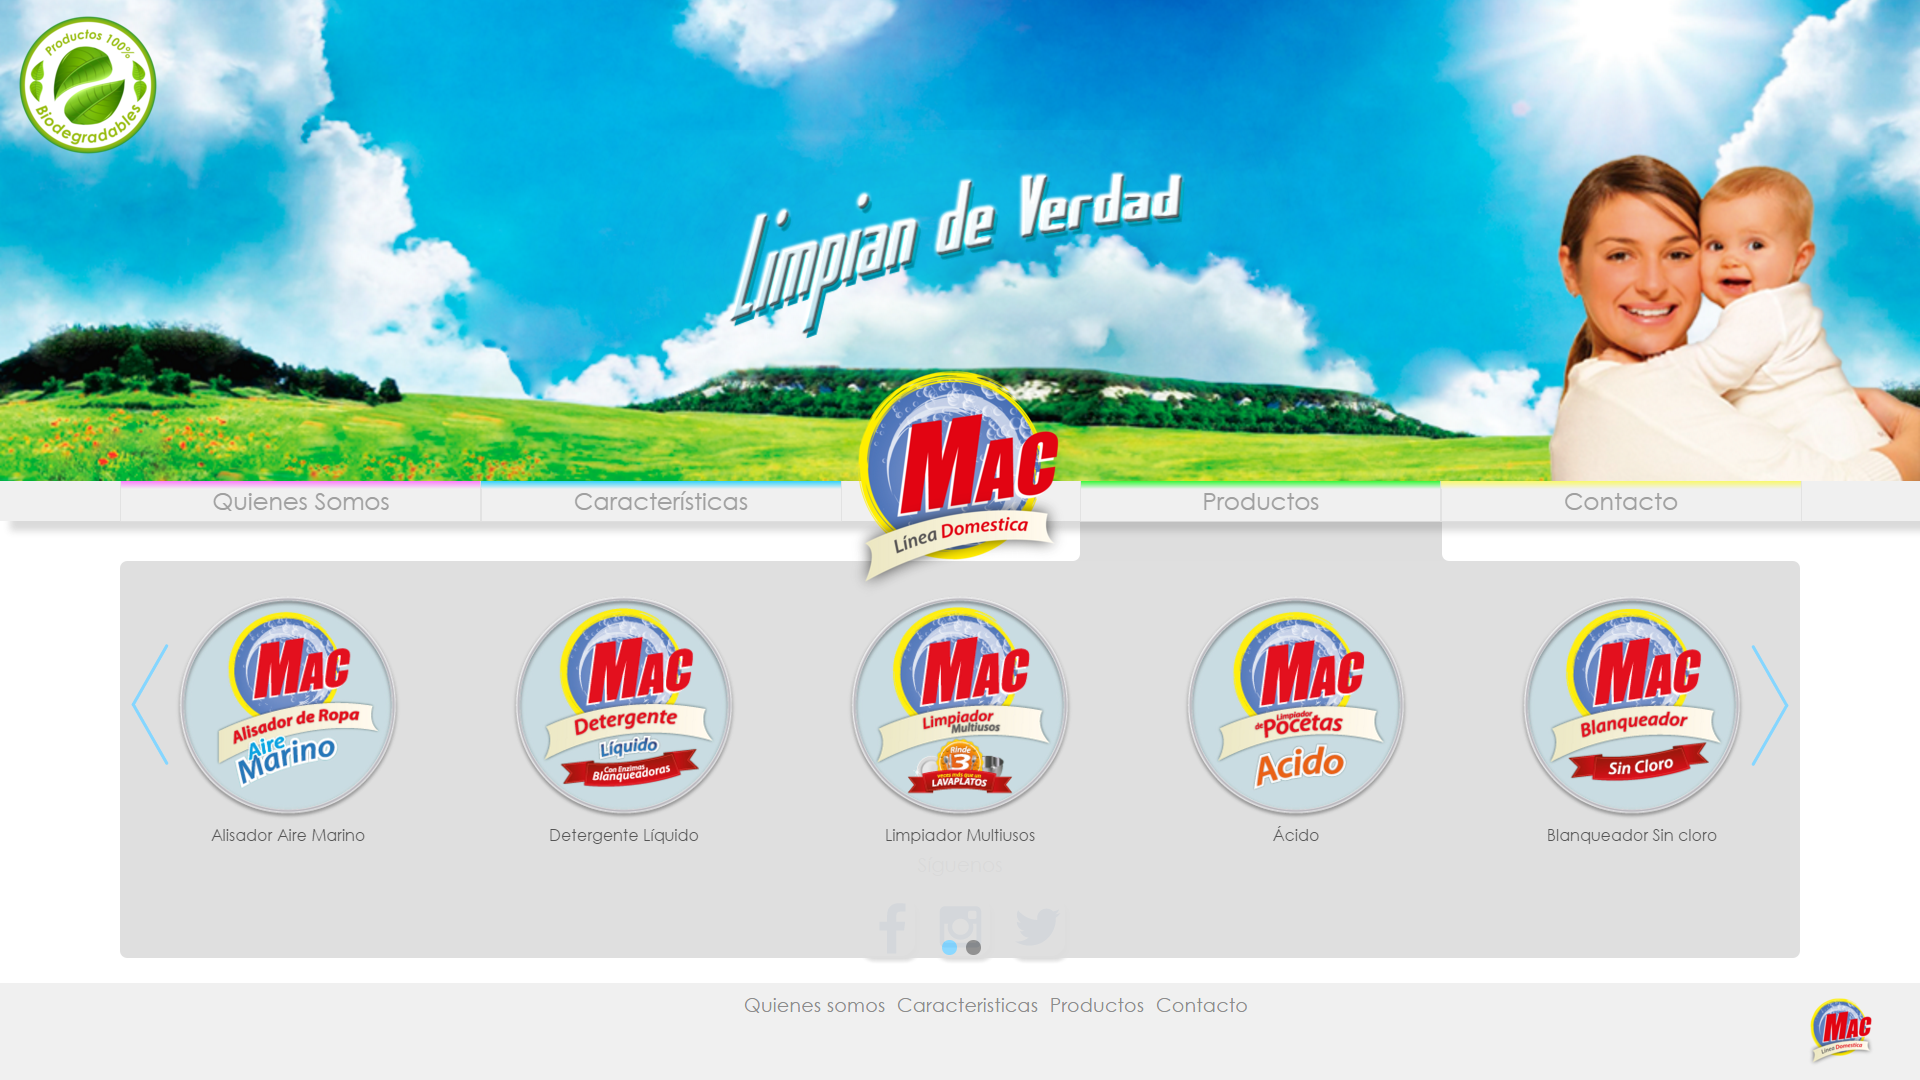 Productos 100%
Biodegradables
Limpian de Verdad
Quienes Somos
Características
MAC
Línea Domestica
Productos
Contacto
MAC
Alisador de Ropa
Aire
Marino
MAC
Detergente
Líquido
Con Enzimas
Blanqueadoras
MAC
Limpiador
Multiusos
Rinde
3
veces más que un
LAVAPLATOS
MAC
Limpiador
de POCETAS
Acido
MAC
Blanqueador
Sin Cloro
Alisador Aire Marino
Detergente Líquido
Limpiador Multiusos
Ácido
Blanqueador Sin cloro
Síguenos
Quienes somos
Caracteristicas
Productos
Contacto
MAC
Línea Domestica